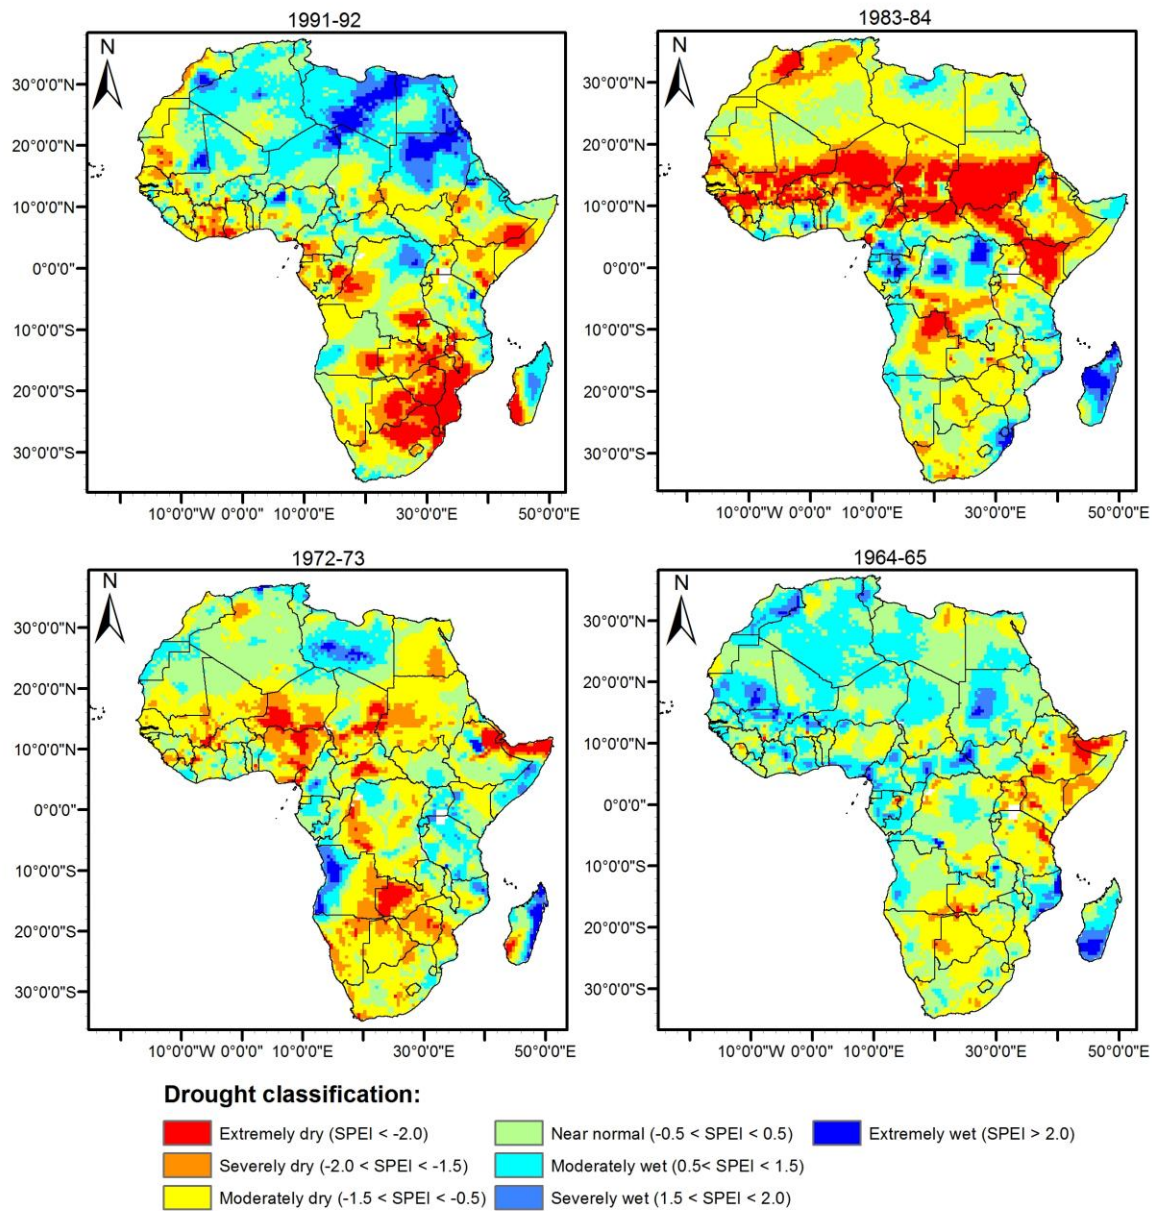 1991-92
N
30°0'0"N
20°0'0"N
10°0'0"N
0°0'0"
10°0'0"S
20°0'0"S
30°0'0"S
10°0'0"W 0°0'0" 10°0'0"E 30°0'0"E 50°0'0"E
1983-84
N
30°0'0"N
20°0'0"N
10°0'0"N
0°0'0"
10°0'0"S
20°0'0"S
30°0'0"S
10°0'0"W 0°0'0" 10°0'0"E 30°0'0"E 50°0'0"E
1972-73
N
30°0'0"N
20°0'0"N
10°0'0"N
0°0'0"
10°0'0"S
20°0'0"S
30°0'0"S
10°0'0"W 0°0'0" 10°0'0"E 30°0'0"E 50°0'0"E
1964-65
N
30°0'0"N
20°0'0"N
10°0'0"N
0°0'0"
10°0'0"S
20°0'0"S
30°0'0"S
10°0'0"W 0°0'0" 10°0'0"E 30°0'0"E 50°0'0"E
Drought classification:
Extremely dry (SPEI < -2.0)
Severely dry (-2.0 < SPEI < -1.5)
Moderately dry (-1.5 < SPEI < -0.5)
Near normal (-0.5 < SPEI < 0.5)
Moderately wet (0.5< SPEI < 1.5)
Severely wet (1.5 < SPEI < 2.0)
Extremely wet (SPEI > 2.0)